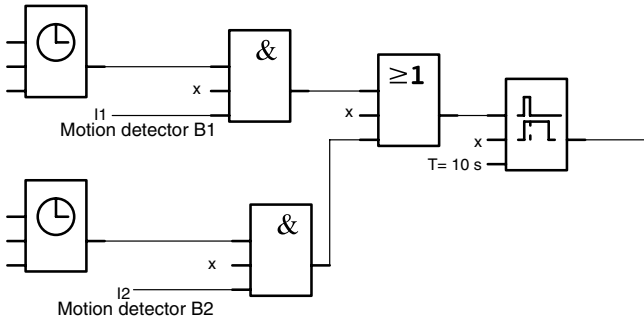 &
≥1
x
I1
Motion detector B1
x
x
T= 10 s
&
x
I2
Motion detector B2